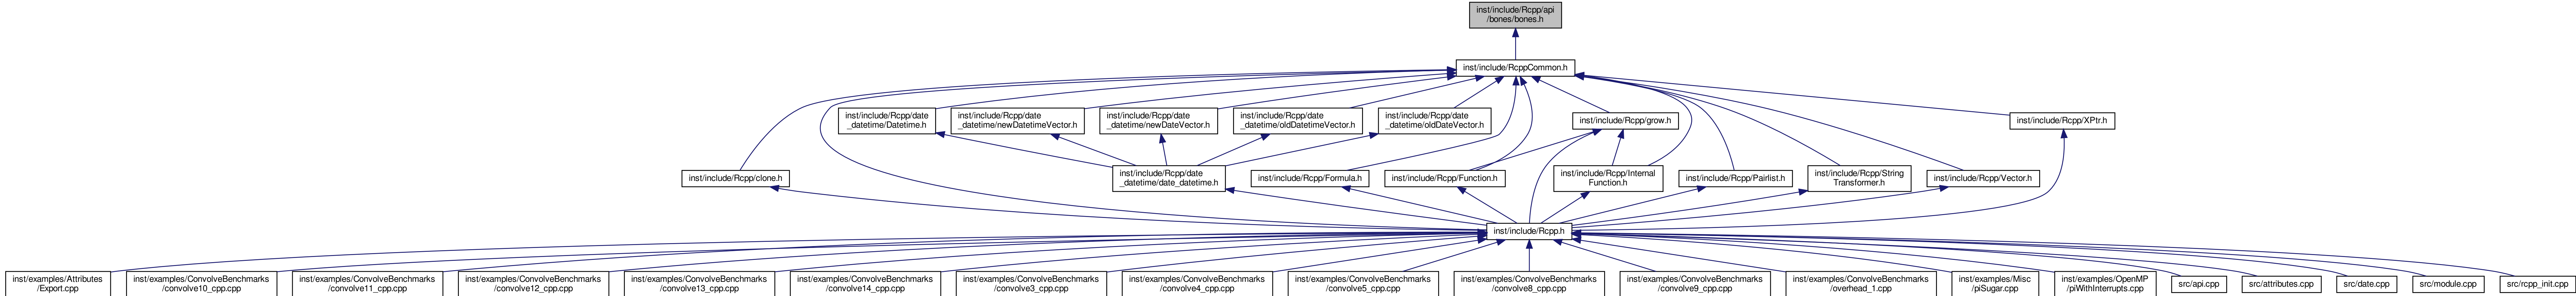 inst/include/Rcpp/api
/bones/bones.h
inst/include/RcppCommon.h
inst/include/Rcpp/date
_datetime/Datetime.h
inst/include/Rcpp/date
_datetime/newDatetimeVector.h
inst/include/Rcpp/date
_datetime/newDateVector.h
inst/include/Rcpp/date
_datetime/oldDatetimeVector.h
inst/include/Rcpp/date
_datetime/oldDateVector.h
inst/include/Rcpp/grow.h
inst/include/Rcpp/XPtr.h
inst/include/Rcpp/clone.h
inst/include/Rcpp/date
_datetime/date_datetime.h
inst/include/Rcpp/Formula.h
inst/include/Rcpp/Function.h
inst/include/Rcpp/Internal
Function.h
inst/include/Rcpp/Pairlist.h
inst/include/Rcpp/String
Transformer.h
inst/include/Rcpp/Vector.h
inst/include/Rcpp.h
inst/examples/Attributes
/Export.cpp
inst/examples/ConvolveBenchmarks
/convolve10_cpp.cpp
inst/examples/ConvolveBenchmarks
/convolve11_cpp.cpp
inst/examples/ConvolveBenchmarks
/convolve12_cpp.cpp
inst/examples/ConvolveBenchmarks
/convolve13_cpp.cpp
inst/examples/ConvolveBenchmarks
/convolve14_cpp.cpp
inst/examples/ConvolveBenchmarks
/convolve3_cpp.cpp
inst/examples/ConvolveBenchmarks
/convolve4_cpp.cpp
inst/examples/ConvolveBenchmarks
/convolve5_cpp.cpp
inst/examples/ConvolveBenchmarks
/convolve8_cpp.cpp
inst/examples/ConvolveBenchmarks
/convolve9_cpp.cpp
inst/examples/ConvolveBenchmarks
/overhead_1.cpp
inst/examples/Misc
/piSugar.cpp
inst/examples/OpenMP
/piWithInterrupts.cpp
src/api.cpp
src/attributes.cpp
src/date.cpp
src/module.cpp
src/rcpp_init.cpp